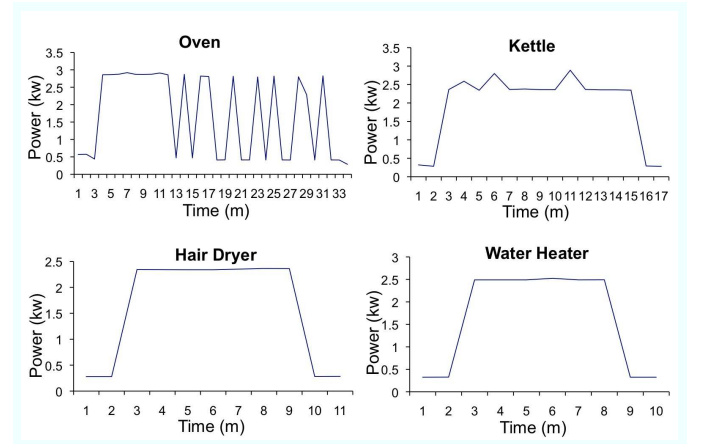 Oven
Power (kw)
3.5
3
2.5
2
1.5
1
0.5
0
1 3 5 7 9 11 13 15 17 19 21 23 25 27 29 31 33
Time (m)
Kettle
Power (kw)
3.5
3
2.5
2
1.5
1
0.5
0
1 2 3 4 5 6 7 8 9 10 11 12 13 14 15 16 17
Time (m)
Hair Dryer
Power (kw)
2.5
2
1.5
1
0.5
0
1 2 3 4 5 6 7 8 9 10 11
Time (m)
Water Heater
Power (kw)
3
2.5
2
1.5
1
0.5
0
1 2 3 4 5 6 7 8 9 10
Time (m)